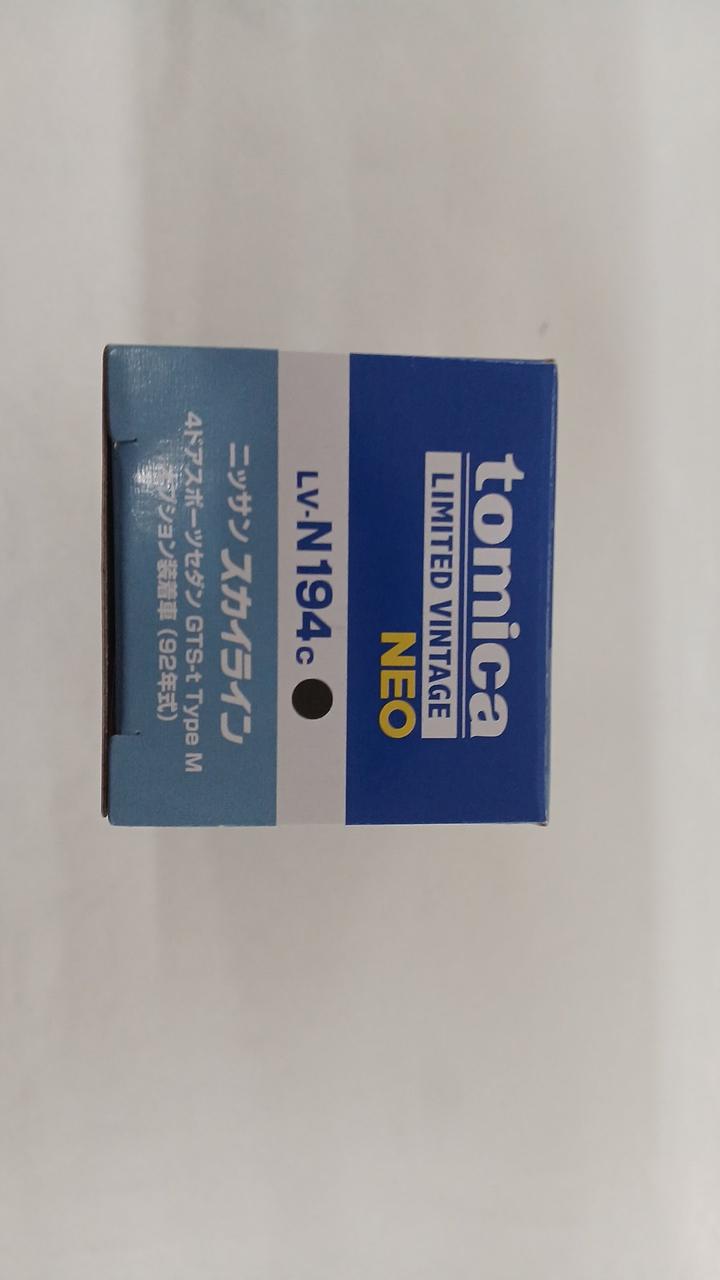 tomica
LIMITED VINTAGE
NEO
LV-N194c
ニッサン スカイライン
4ドアスポーツセダン GTS-t Type M
オプション装着車 (92年式)